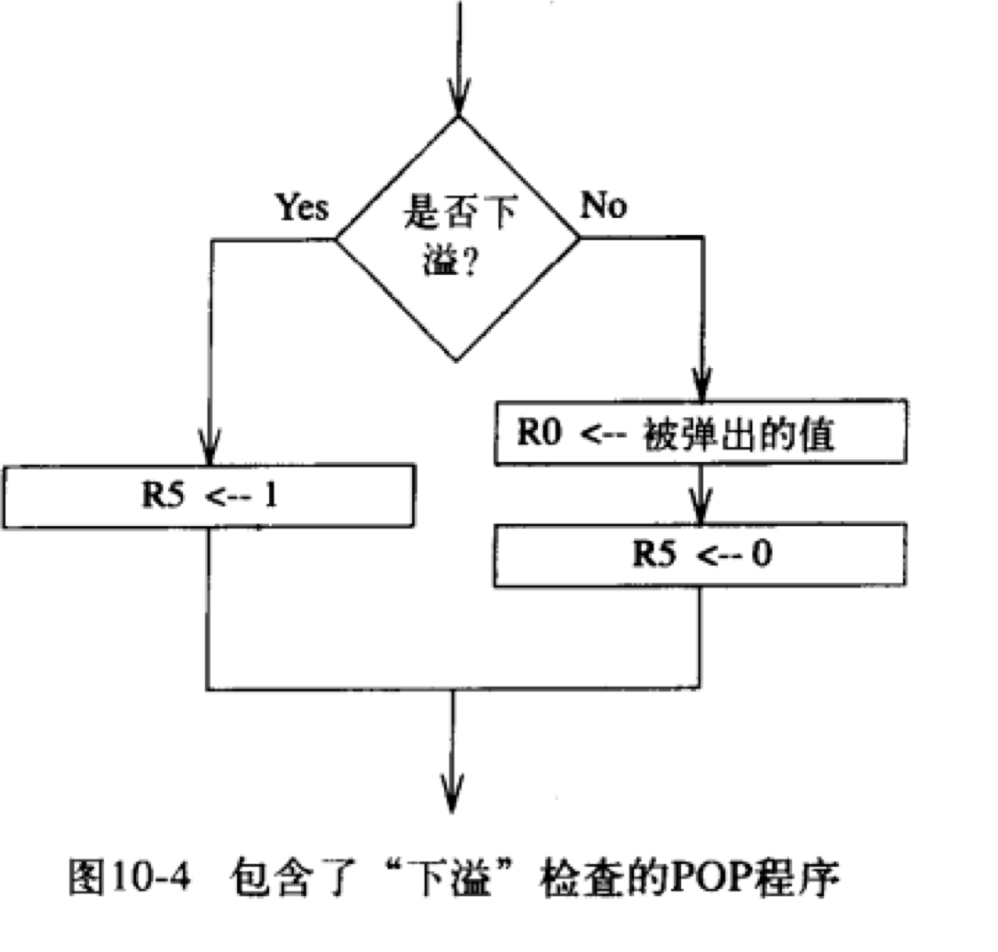 Yes
是否下
溢?
No
R0 <-- 被弹出的值
R5 <-- 1
R5 <-- 0
图10-4 包含了“下溢”检查的POP程序